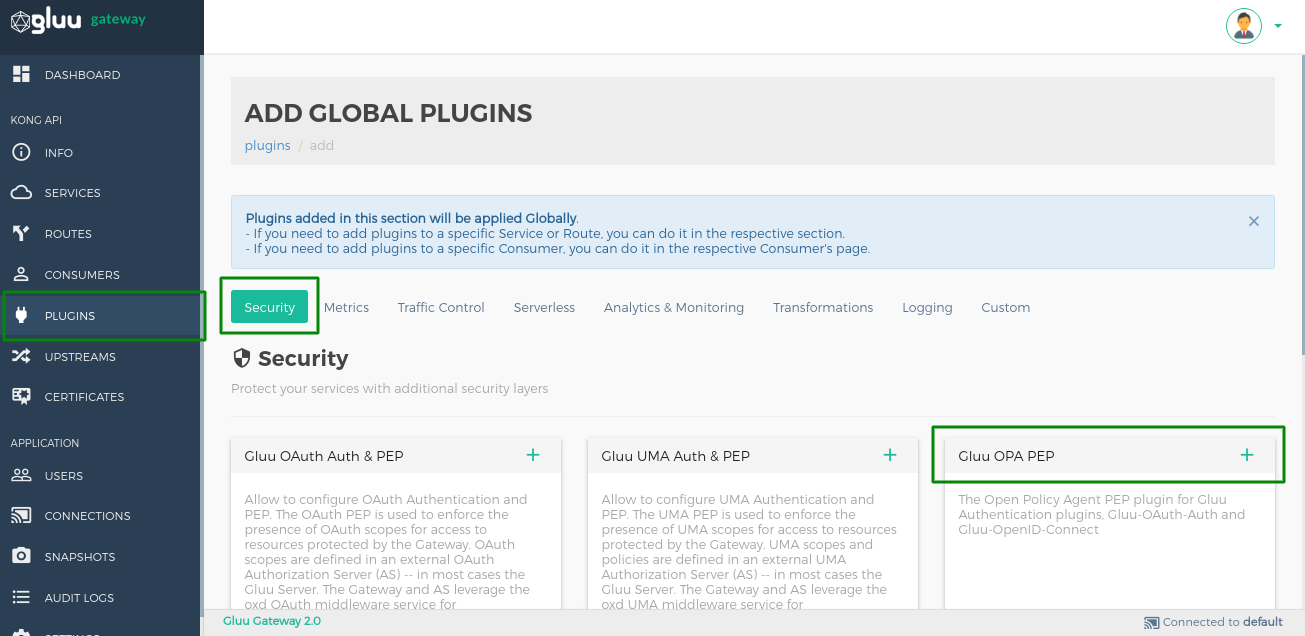 gluu gateway
DASHBOARD
KONG API
INFO
SERVICES
ROUTES
CONSUMERS
PLUGINS
UPSTREAMS
CERTIFICATES
APPLICATION
USERS
CONNECTIONS
SNAPSHOTS
AUDIT LOGS
SETTINGS
ADD GLOBAL PLUGINS
plugins / add
Plugins added in this section will be applied Globally.
- If you need to add plugins to a specific Service or Route, you can do it in the respective section.
- If you need to add plugins to a specific Consumer, you can do it in the respective Consumer's page.
Security Metrics Traffic Control Serverless Analytics & Monitoring Transformations Logging Custom
Security
Protect your services with additional security layers
Gluu OAuth Auth & PEP
Allow to configure OAuth Authentication and
PEP. The OAuth PEP is used to enforce the
presence of OAuth scopes for access to
resources protected by the Gateway. OAuth
scopes are defined in an external OAuth
Authorization Server (AS) -- in most cases the
Gluu Server. The Gateway and AS leverage the
oxd OAuth middleware service for
Gluu UMA Auth & PEP
Allow to configure UMA Authentication and
PEP. The UMA PEP is used to enforce the
presence of UMA scopes for access to resources
protected by the Gateway. UMA scopes and
policies are defined in an external UMA
Authorization Server (AS) -- in most cases the
Gluu Server. The Gateway and AS leverage the
oxd UMA middleware service for
Gluu OPA PEP
The Open Policy Agent PEP plugin for Gluu
Authentication plugins, Gluu-OAuth-Auth and
Gluu-OpenID-Connect
Gluu Gateway 2.0
Connected to default